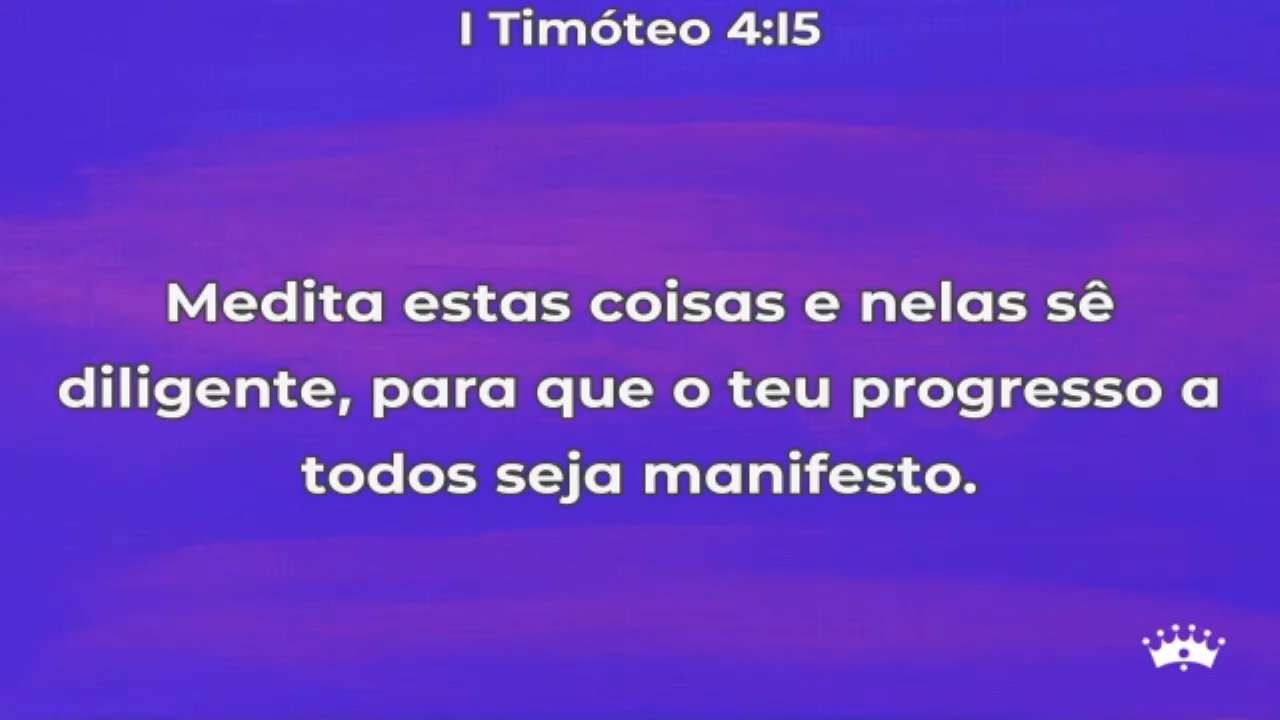 I Timóteo 4:15
Medita estas coisas e nelas sê
diligente, para que o teu progresso a
todos seja manifesto.